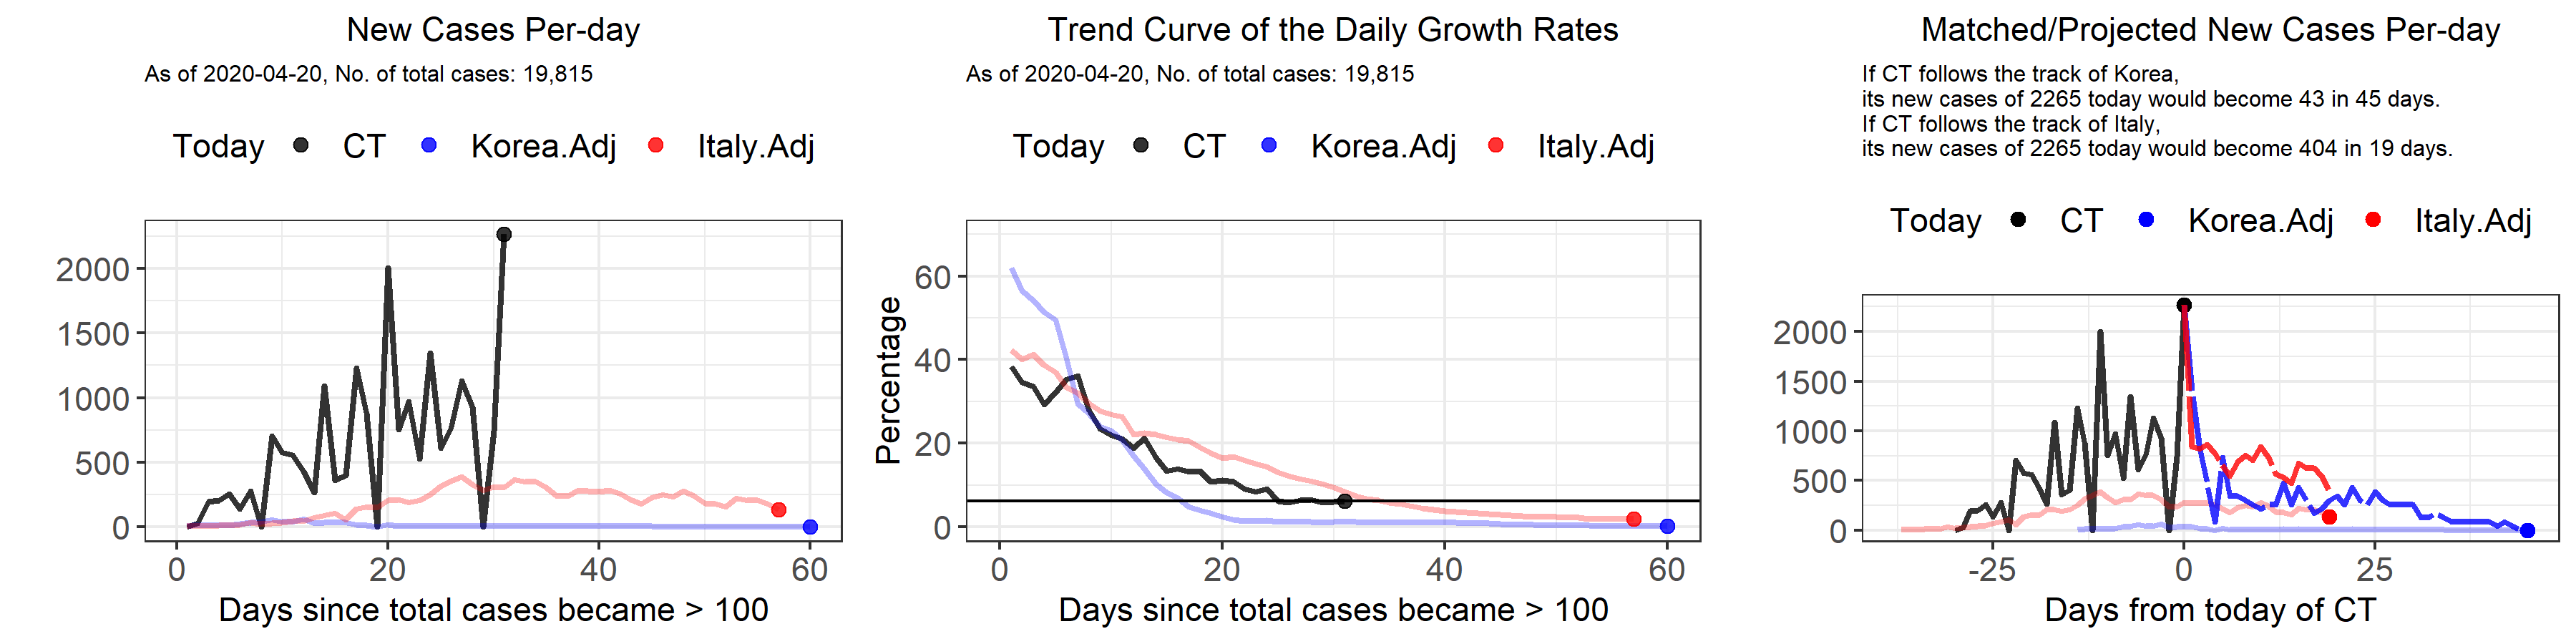 New Cases Per-day
As of 2020-04-20, No. of total cases: 19,815
Today CT Korea.Adj Italy.Adj
2000
1500
1000
500
0
0 20 40 60
Days since total cases became > 100
Trend Curve of the Daily Growth Rates
As of 2020-04-20, No. of total cases: 19,815
Today CT Korea.Adj Italy.Adj
Percentage
60
40
20
0
0 20 40 60
Days since total cases became > 100
Matched/Projected New Cases Per-day
If CT follows the track of Korea,
its new cases of 2265 today would become 43 in 45 days.
If CT follows the track of Italy,
its new cases of 2265 today would become 404 in 19 days.
Today CT Korea.Adj Italy.Adj
2000
1500
1000
500
0
-25 0 25
Days from today of CT